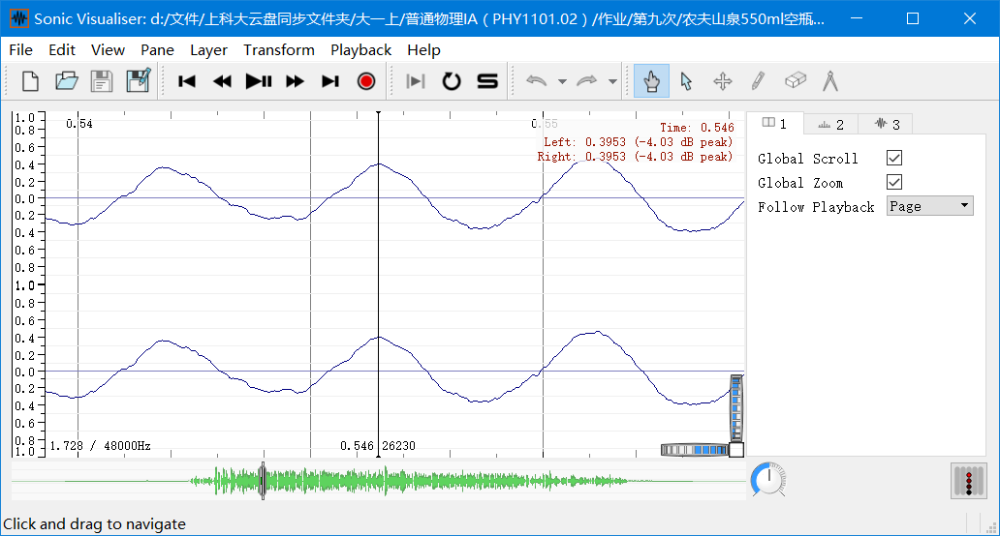 Sonic Visualiser: d:/文件/上科大云盘同步文件夹/大一上/普通物理IA（PHY1101.02）/作业/第九次/农夫山泉550ml空瓶...
File Edit View Pane Layer Transform Playback Help
1.0
0.8
0.6
0.4
0.2
0.0
0.2
0.4
0.6
0.8
1.0
0.8
0.6
0.4
0.2
0.0
0.2
0.4
0.6
0.8
1.0
0.54
0.55
Time: 0.546
Left: 0.3953 (-4.03 dB peak)
Right: 0.3953 (-4.03 dB peak)
1.728 / 48000Hz
0.546 26230
1 2 3
Global Scroll
Global Zoom
Follow Playback Page
Click and drag to navigate